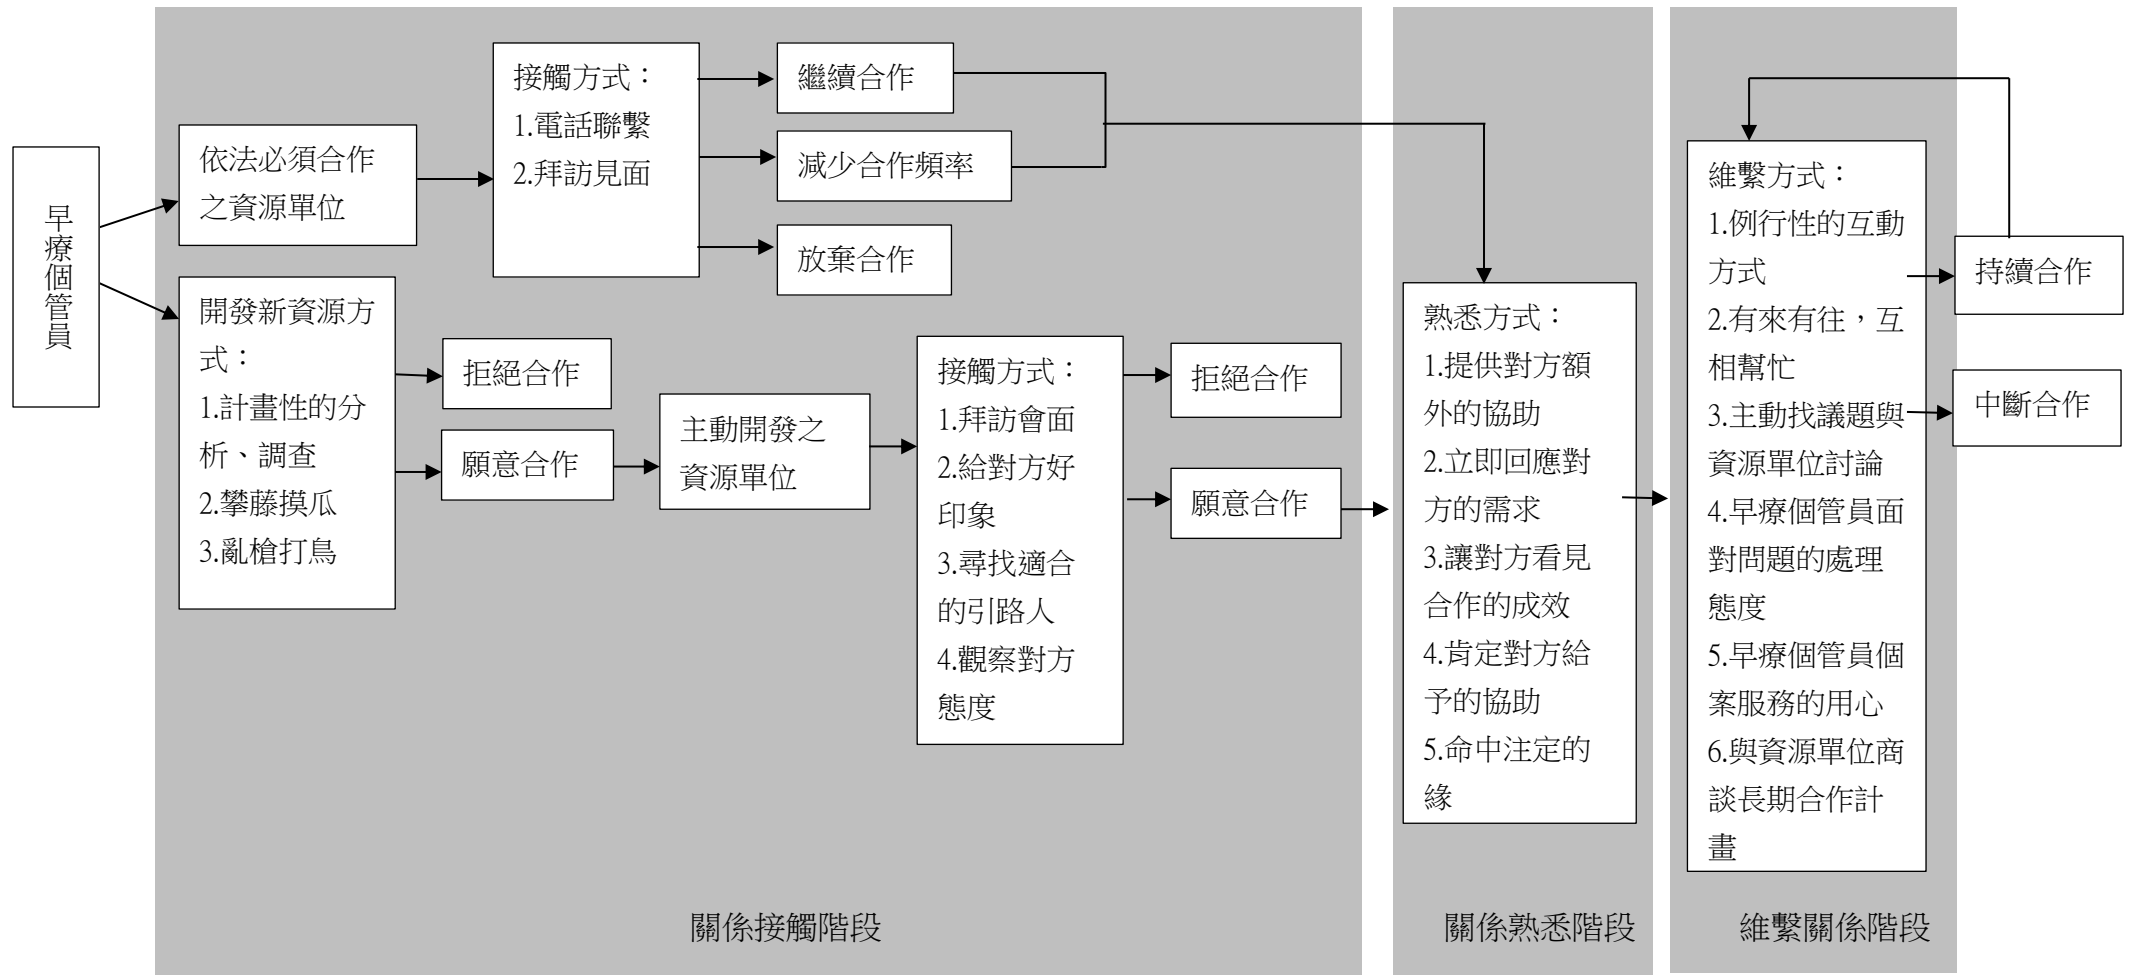 早療個管員
依法必須合作
之資源單位
接觸方式：
1.電話聯繫
2.拜訪見面
繼續合作
減少合作頻率
放棄合作
開發新資源方
式：
1.計畫性的分
析、調查
2.攀藤摸瓜
3.亂槍打鳥
拒絕合作
願意合作
主動開發之
資源單位
接觸方式：
1.拜訪會面
2.給對方好
印象
3.尋找適合
的引路人
4.觀察對方
態度
拒絕合作
願意合作
關係接觸階段
熟悉方式：
1.提供對方額
外的協助
2.立即回應對
方的需求
3.讓對方看見
合作的成效
4.肯定對方給
予的協助
5.命中注定的
緣
關係熟悉階段
維繫方式：
1.例行性的互動
方式
2.有來有往，互
相幫忙
3.主動找議題與
資源單位討論
4.早療個管員面
對問題的處理
態度
5.早療個管員個
案服務的用心
6.與資源單位商
談長期合作計
畫
持續合作
中斷合作
維繫關係階段